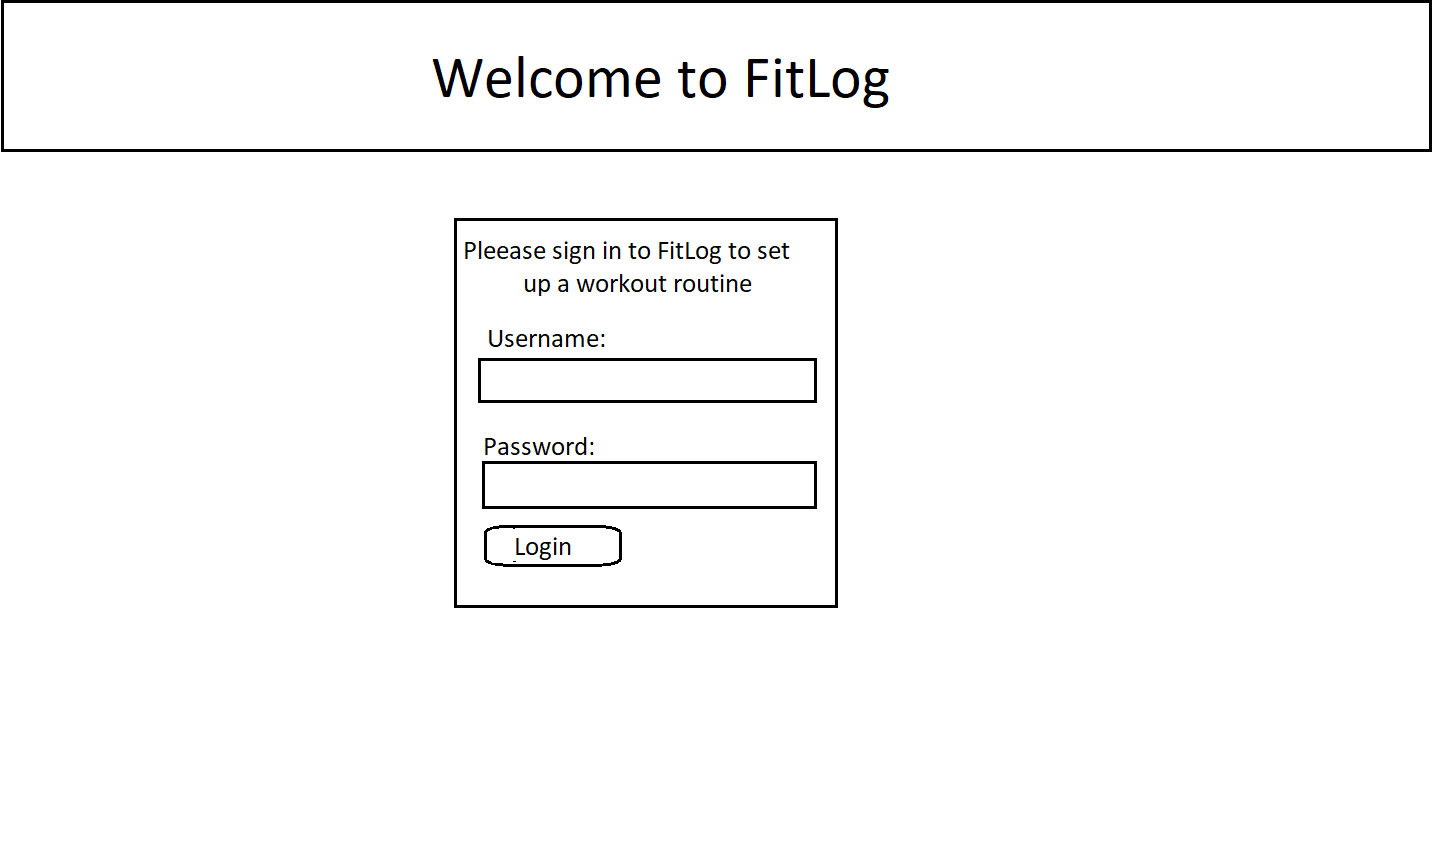 Welcome to FitLog
Pleease sign in to FitLog to set
up a workout routine
Username:
Password:
Login